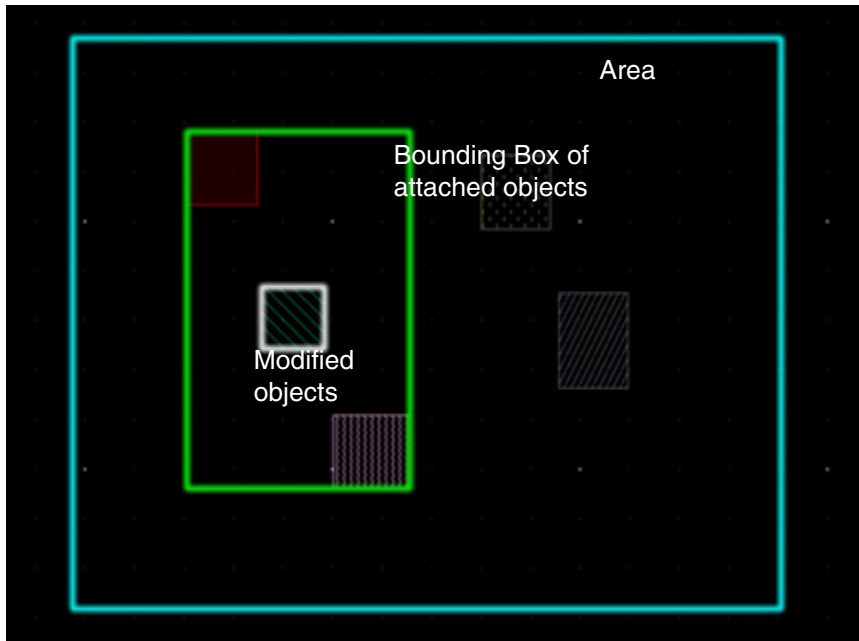 Area
Bounding Box of
attached objects
Modified
objects